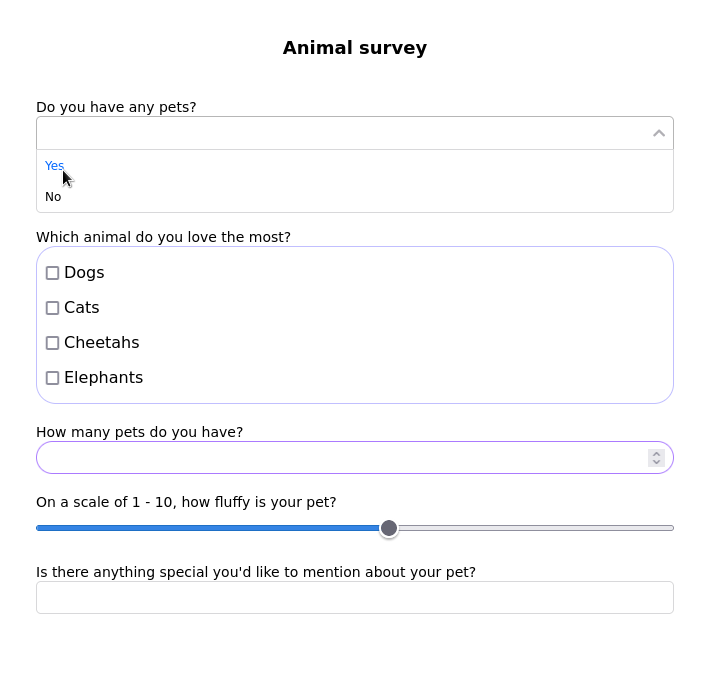 Animal survey
Do you have any pets?
Yes
No
Which animal do you love the most?
Dogs
Cats
Cheetahs
Elephants
How many pets do you have?
On a scale of 1 - 10, how fluffy is your pet?
Is there anything special you'd like to mention about your pet?